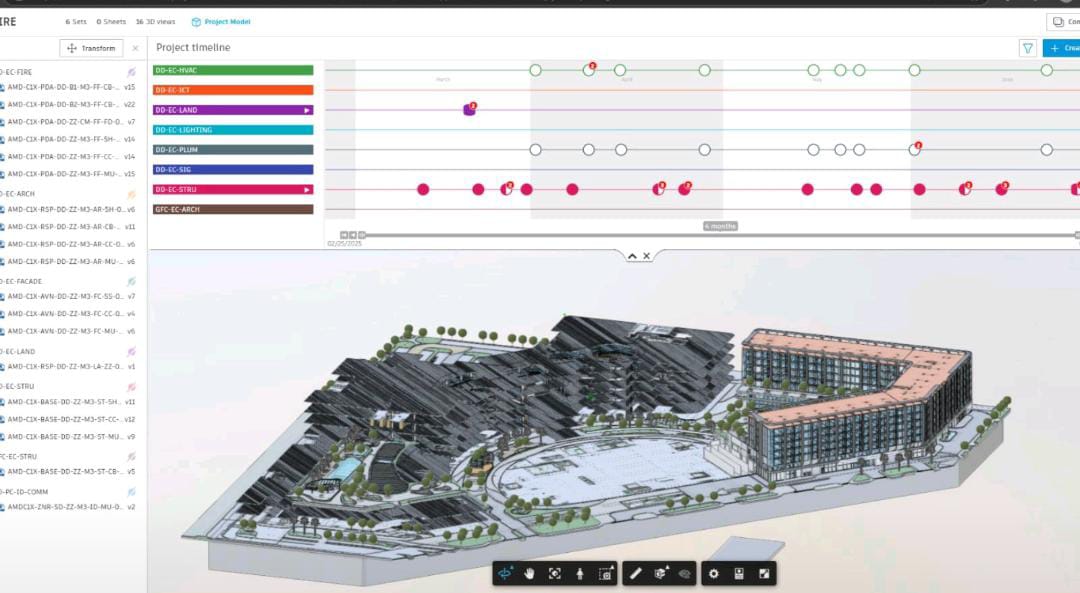 IRE
6 Sets 0 Sheets 16 3D views Project Model
Transform
Project timeline
D-EC-FIRE
AMD-C1X-PDA-DD-B1-M3-FF-CB-... v15
AMD-C1X-PDA-DD-B2-M3-FF-CB-... v22
AMD-C1X-PDA-DD-ZZ-CM-FF-FD-0... v7
AMD-C1X-PDA-DD-ZZ-M3-FF-SH-... v14
AMD-C1X-PDA-DD-ZZ-M3-FF-CC-... v14
AMD-C1X-PDA-DD-ZZ-M3-FF-MU-... v15
D-EC-ARCH
AMD-C1X-RSP-DD-ZZ-M3-AR-SH-0... v6
AMD-C1X-RSP-DD-ZZ-M3-AR-CB-... v11
AMD-C1X-RSP-DD-ZZ-M3-AR-CC-0... v6
AMD-C1X-RSP-DD-ZZ-M3-AR-MU-... v6
D-EC-FACADE
AMD-C1X-AVN-DD-ZZ-M3-FC-SS-0... v7
AMD-C1X-AVN-DD-ZZ-M3-FC-CC-0... v4
AMD-C1X-AVN-DD-ZZ-M3-FC-MU-... v6
D-EC-LAND
AMD-C1X-RSP-DD-ZZ-M3-LA-ZZ-0... v1
D-EC-STRU
AMD-C1X-BASE-DD-ZZ-M3-ST-SH... v11
AMD-C1X-BASE-DD-ZZ-M3-ST-CC-... v12
AMD-C1X-BASE-DD-ZZ-M3-ST-MU... v9
FC-EC-STRU
AMD-C1X-BASE-DD-ZZ-M3-ST-CB-... v5
D-PC-ID-COMM
AMDC1X-ZNR-SD-ZZ-M3-ID-MU-0... v2
DD-EC-HVAC
DD-EC-ICT
DD-EC-LAND
DD-EC-LIGHTING
DD-EC-PLUM
DD-EC-SIG
DD-EC-STRU
GFC-EC-ARCH
March April May June
4 months
02/25/2025
Com
+ Crea